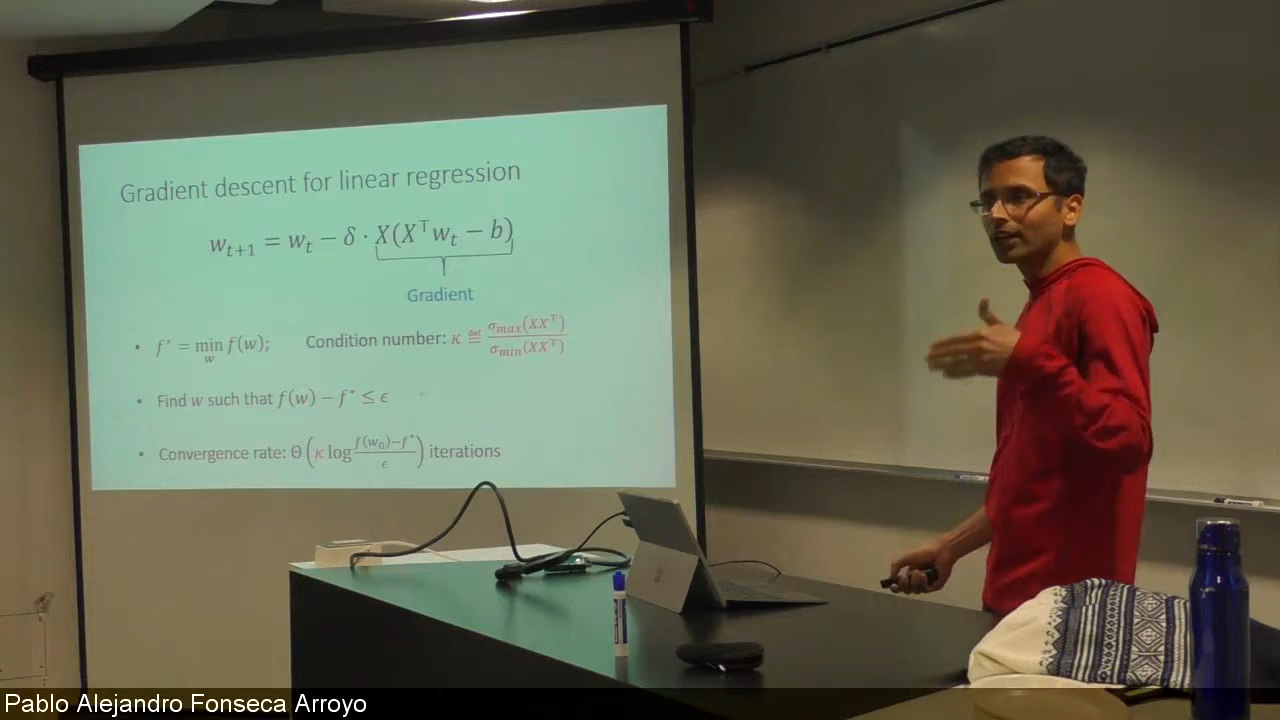 Gradient descent for linear regression
w_{t+1} = w_t − δ · X(X^⊤w_t − b)
Gradient
• f* = min_w f(w); Condition number: κ ≝ σ_max(XX^⊤)/σ_min(XX^⊤)
• Find w such that f(w) − f* ≤ ϵ
• Convergence rate: Θ(κ log (f(w_0)−f*)/ϵ) iterations
Pablo Alejandro Fonseca Arroyo